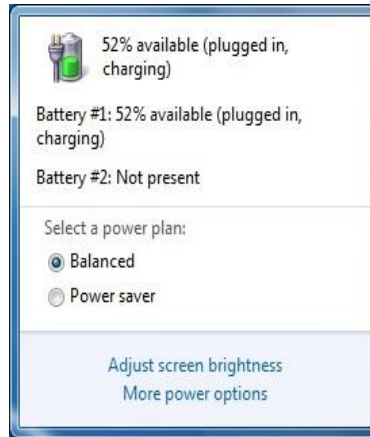 52% available (plugged in,
charging)
Battery #1: 52% available (plugged in,
charging)
Battery #2: Not present
Select a power plan:
Balanced
Power saver
Adjust screen brightness
More power options